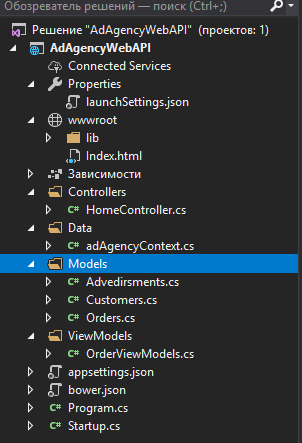 Обозреватель решений — поиск (Ctrl+;)
Решение "AdAgencyWebAPI" (проектов: 1)
AdAgencyWebAPI
Connected Services
Properties
launchSettings.json
wwwroot
lib
Index.html
Зависимости
Controllers
C# HomeController.cs
Data
C# adAgencyContext.cs
Models
C# Advedirsments.cs
C# Customers.cs
C# Orders.cs
ViewModels
C# OrderViewModels.cs
appsettings.json
bower.json
C# Program.cs
C# Startup.cs